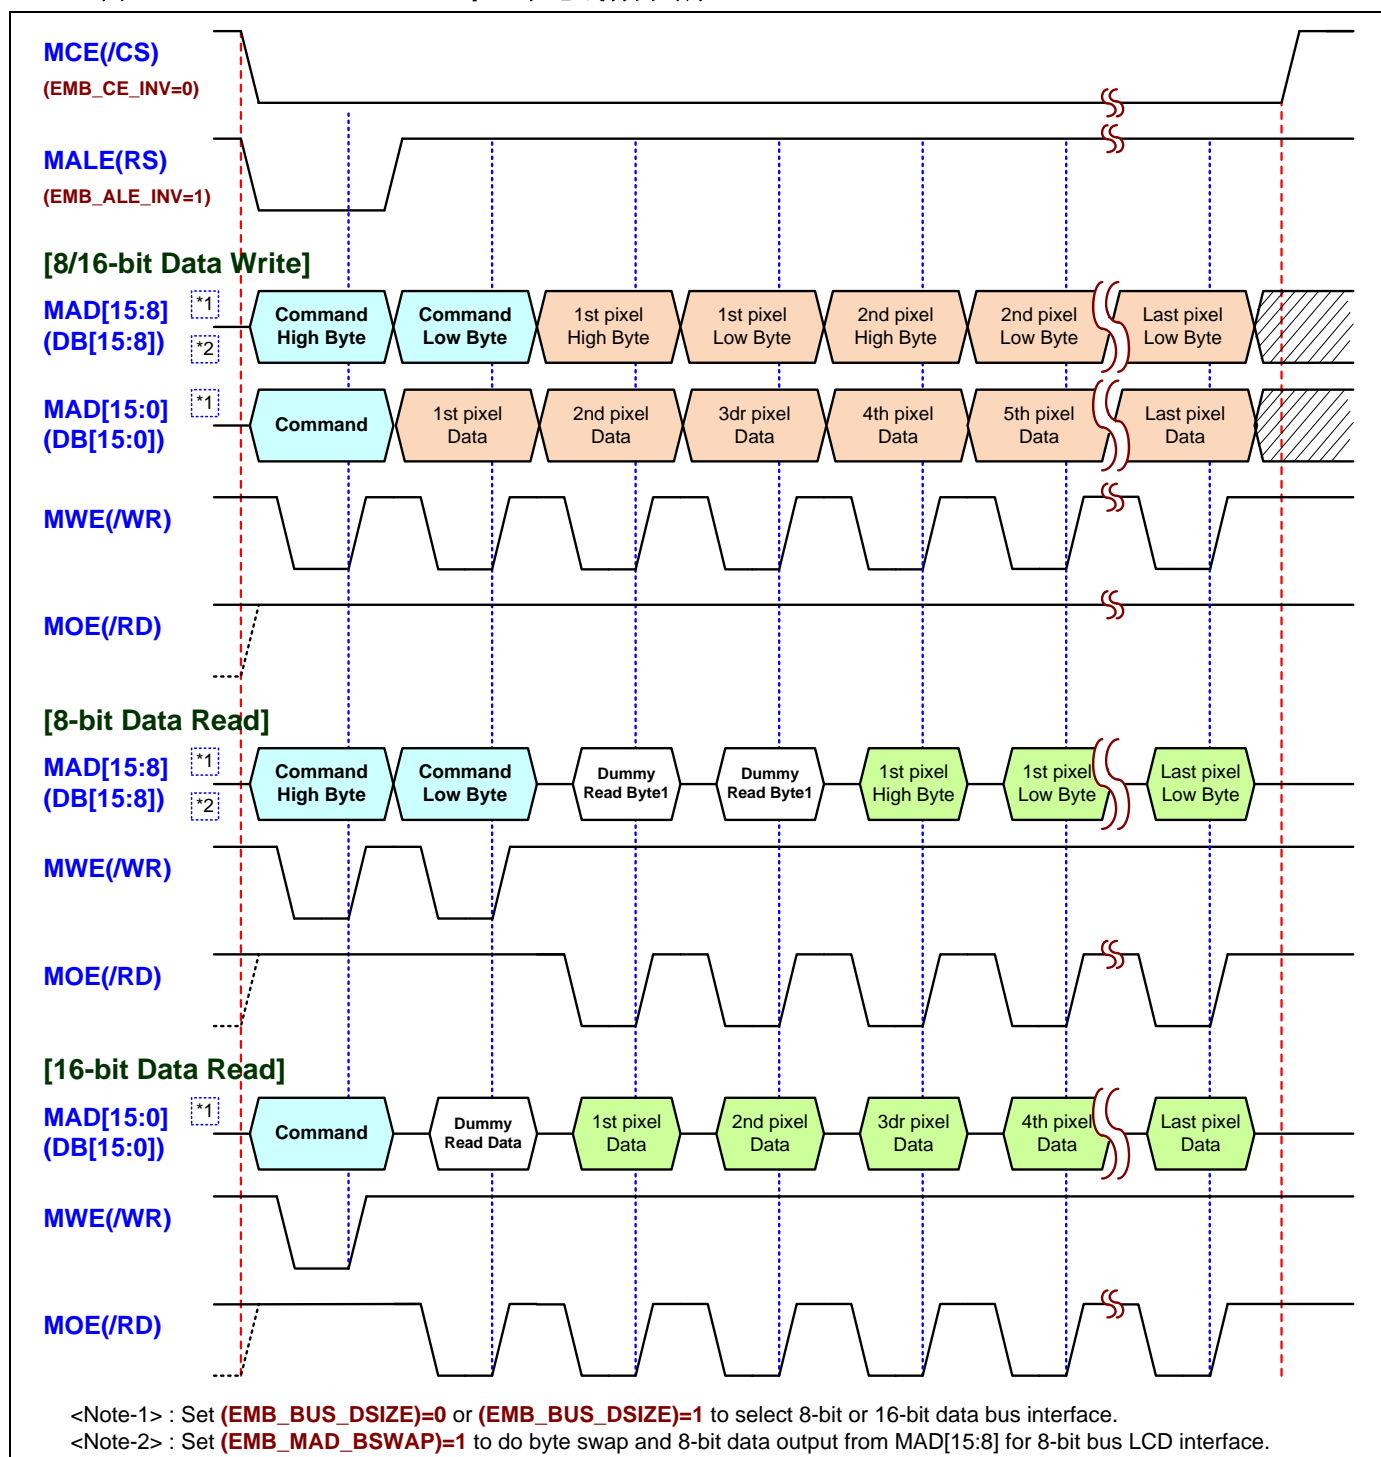 MCE(/CS)
(EMB_CE_INV=0)
MALE(RS)
(EMB_ALE_INV=1)
[8/16-bit Data Write]
MAD[15:8]
(DB[15:8])
*1
*2
Command High Byte
Command Low Byte
1st pixel High Byte
1st pixel Low Byte
2nd pixel High Byte
2nd pixel Low Byte
Last pixel Low Byte
MAD[15:0]
(DB[15:0])
*1
Command
1st pixel Data
2nd pixel Data
3dr pixel Data
4th pixel Data
5th pixel Data
Last pixel Data
MWE(/WR)
MOE(/RD)
[8-bit Data Read]
MAD[15:8]
(DB[15:8])
*1
*2
Command High Byte
Command Low Byte
Dummy Read Byte1
Dummy Read Byte1
1st pixel High Byte
1st pixel Low Byte
Last pixel Low Byte
MWE(/WR)
MOE(/RD)
[16-bit Data Read]
MAD[15:0]
(DB[15:0])
*1
Command
Dummy Read Data
1st pixel Data
2nd pixel Data
3dr pixel Data
4th pixel Data
Last pixel Data
MWE(/WR)
MOE(/RD)
<Note-1> : Set (EMB_BUS_DSIZE)=0 or (EMB_BUS_DSIZE)=1 to select 8-bit or 16-bit data bus interface.
<Note-2> : Set (EMB_MAD_BSWAP)=1 to do byte swap and 8-bit data output from MAD[15:8] for 8-bit bus LCD interface.